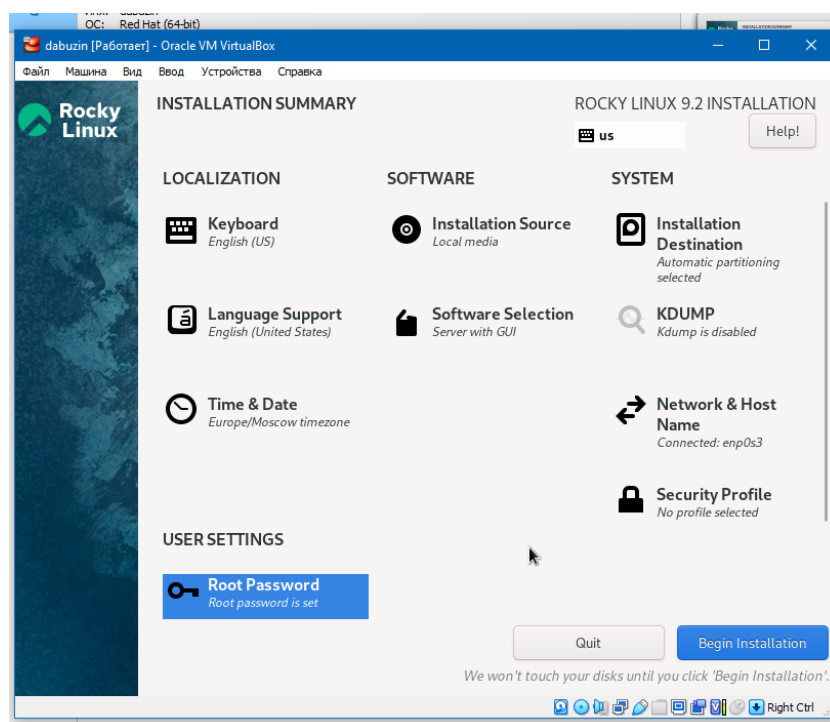 ОС: Red Hat (64-bit)
dabuzin [Работает] - Oracle VM VirtualBox
Файл Машина Вид Ввод Устройства Справка
Rocky
Linux
INSTALLATION SUMMARY
ROCKY LINUX 9.2 INSTALLATION
us
Help!
LOCALIZATION
SOFTWARE
SYSTEM
Keyboard
English (US)
Installation Source
Local media
Installation
Destination
Automatic partitioning
selected
Language Support
English (United States)
Software Selection
Server with GUI
KDUMP
Kdump is disabled
Time & Date
Europe/Moscow timezone
Network & Host
Name
Connected: enp0s3
Security Profile
No profile selected
USER SETTINGS
Root Password
Root password is set
Quit
Begin Installation
We won't touch your disks until you click 'Begin Installation'.
Right Ctrl